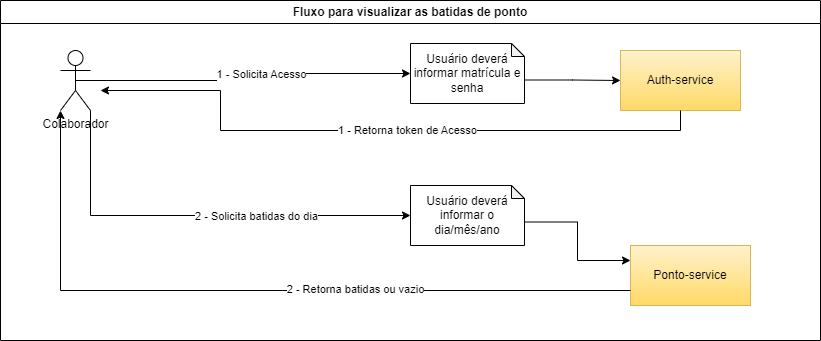 Fluxo para visualizar as batidas de ponto
Usuário deverá
informar matrícula e
senha
1 - Solicita Acesso
Auth-service
Colaborador
1 - Retorna token de Acesso
Usuário deverá
informar o
dia/mês/ano
2 - Solicita batidas do dia
Ponto-service
2 - Retorna batidas ou vazio